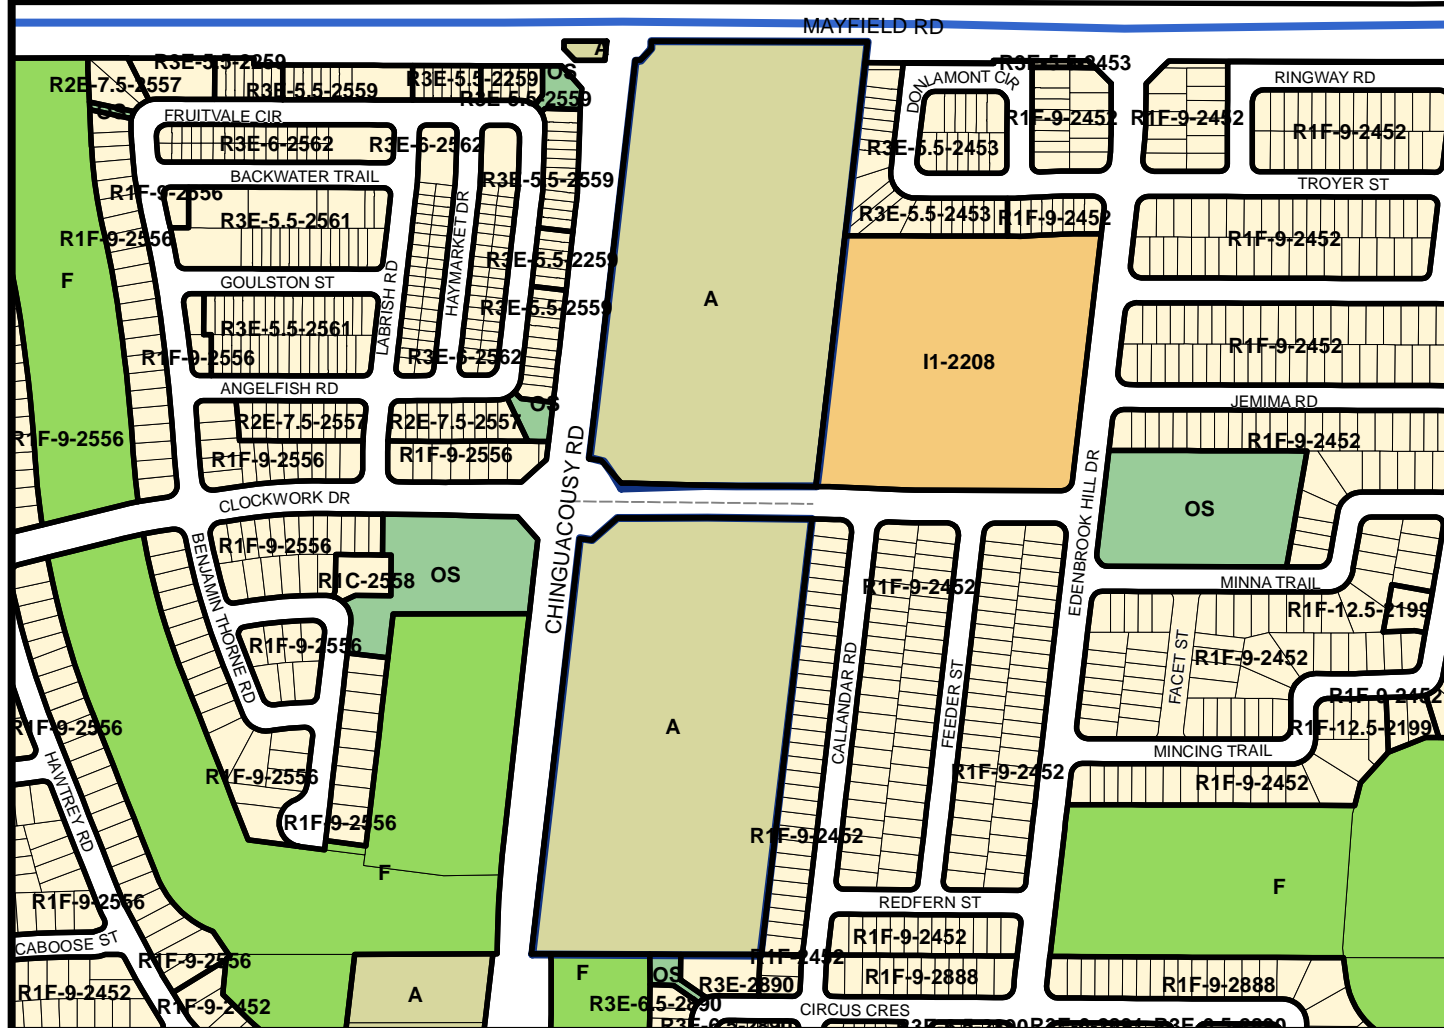 MAYFIELD RD
A
R3E-5.5-2259
R3E-5.5-2453
OS
R3E-5.5-2259
RINGWAY RD
DONLAMONT CIR
R2E-7.5-2557
R3E-5.5-2559
R3E-5.5-2559
OS
FRUITVALE CIR
R1F-9-2452
R1F-9-2452
R1F-9-2452
R3E-6-2562
R3E-6-2562
R3E-5.5-2453
BACKWATER TRAIL
R3E-5.5-2559
TROYER ST
R1F-9-2556
R3E-5.5-2561
R3E-5.5-2453
R1F-9-2452
R1F-9-2556
HAYMARKET DR
R1F-9-2452
R3E-5.5-2259
F
GOULSTON ST
LABRISH RD
A
R3E-5.5-2559
R3E-5.5-2561
R1F-9-2452
R1F-9-2556
R3E-6-2562
I1-2208
ANGELFISH RD
JEMIMA RD
OS
R2E-7.5-2557
R2E-7.5-2557
R1F-9-2556
R1F-9-2452
R1F-9-2556
R1F-9-2556
CLOCKWORK DR
CHINGUACOUSY RD
EDENBROOK HILL DR
OS
R1F-9-2556
R1C-2558
OS
BENJAMIN THORNE RD
R1F-9-2452
MINNA TRAIL
R1F-12.5-2199
R1F-9-2556
R1F-9-2452
FACET ST
CALLANDAR RD
FEEDER ST
R1F-9-2452
R1F-9-2556
A
R1F-12.5-2199
MINCING TRAIL
R1F-9-2556
R1F-9-2452
R1F-9-2452
HAWTREY RD
R1F-9-2556
R1F-9-2452
F
F
R1F-9-2556
REDFERN ST
R1F-9-2452
CABOOSE ST
R1F-9-2556
R1F-2452
F
OS
R1F-9-2888
R1F-9-2888
R3E-2890
R1F-9-2452
A
R1F-9-2452
R3E-6.5-2890
CIRCUS CRES